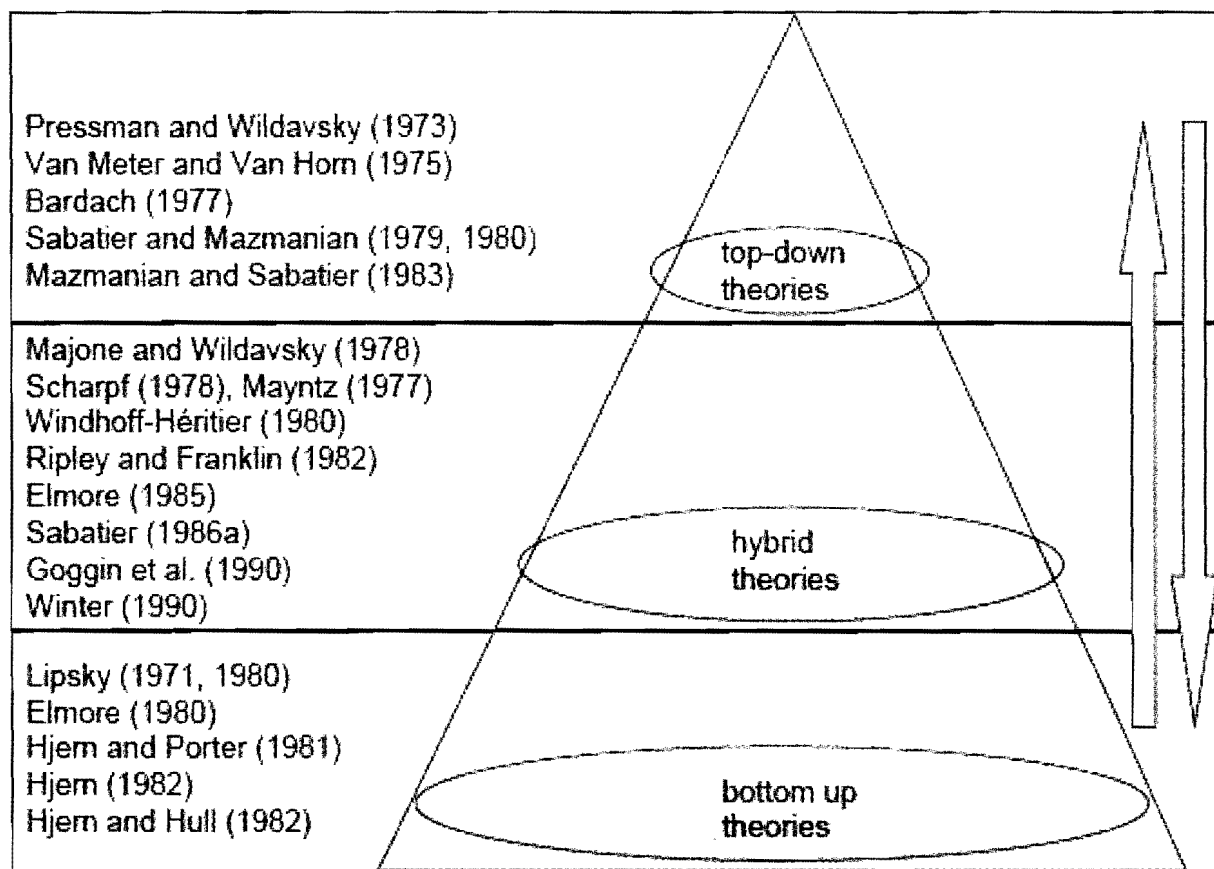 Pressman and Wildavsky (1973)
Van Meter and Van Horn (1975)
Bardach (1977)
Sabatier and Mazmanian (1979, 1980)
Mazmanian and Sabatier (1983)
top-down
theories
Majone and Wildavsky (1978)
Scharpf (1978), Mayntz (1977)
Windhoff-Héritier (1980)
Ripley and Franklin (1982)
Elmore (1985)
Sabatier (1986a)
Goggin et al. (1990)
Winter (1990)
hybrid
theories
Lipsky (1971, 1980)
Elmore (1980)
Hjern and Porter (1981)
Hjern (1982)
Hjern and Hull (1982)
bottom up
theories